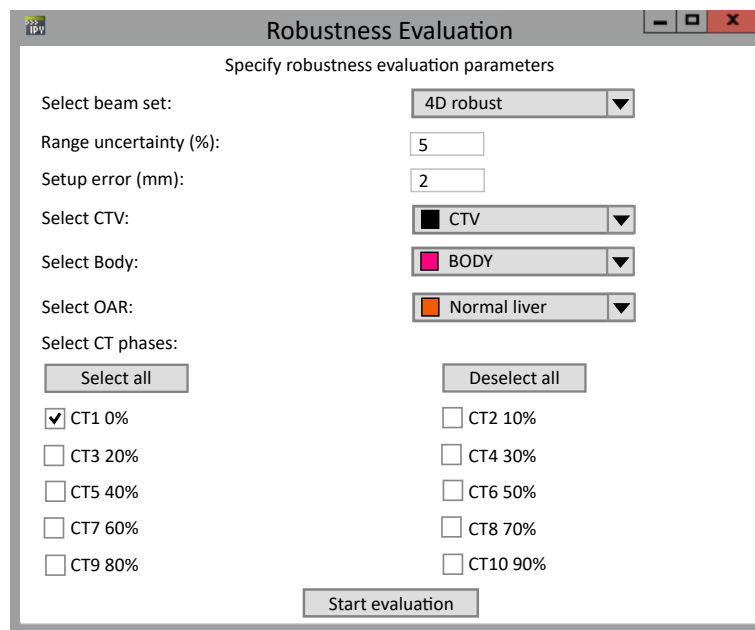 >>>
IPY
Robustness Evaluation
X
Specify robustness evaluation parameters
Select beam set: 4D robust
Range uncertainty (%): 5
Setup error (mm): 2
Select CTV: CTV
Select Body: BODY
Select OAR: Normal liver
Select CT phases:
Select all Deselect all
CT1 0% CT2 10%
CT3 20% CT4 30%
CT5 40% CT6 50%
CT7 60% CT8 70%
CT9 80% CT10 90%
Start evaluation